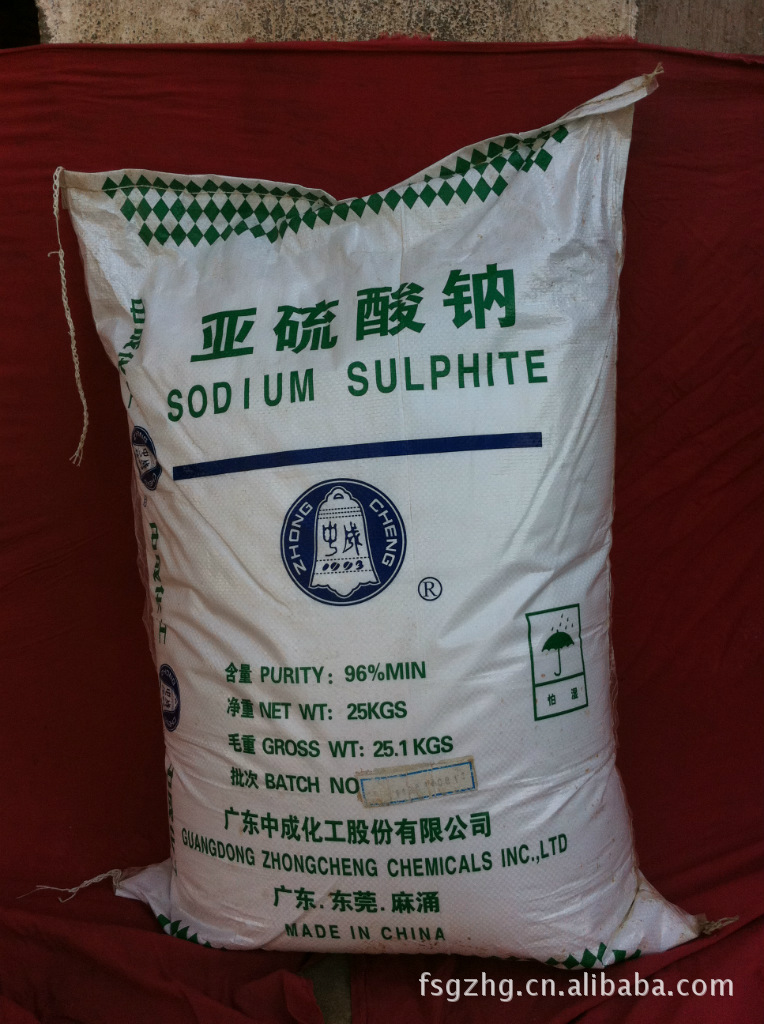 亚硫酸钠
SODIUM SULPHITE
ZHONG CHENG
中成
1993
®
怕湿
含量 PURITY: 96%MIN
净重 NET WT: 25KGS
毛重 GROSS WT: 25.1 KGS
批次 BATCH NO
广东中成化工股份有限公司
GUANGDONG ZHONGCHENG CHEMICALS INC.,LTD
广东.东莞.麻涌
MADE IN CHINA
fsgzhg.cn.alibaba.com